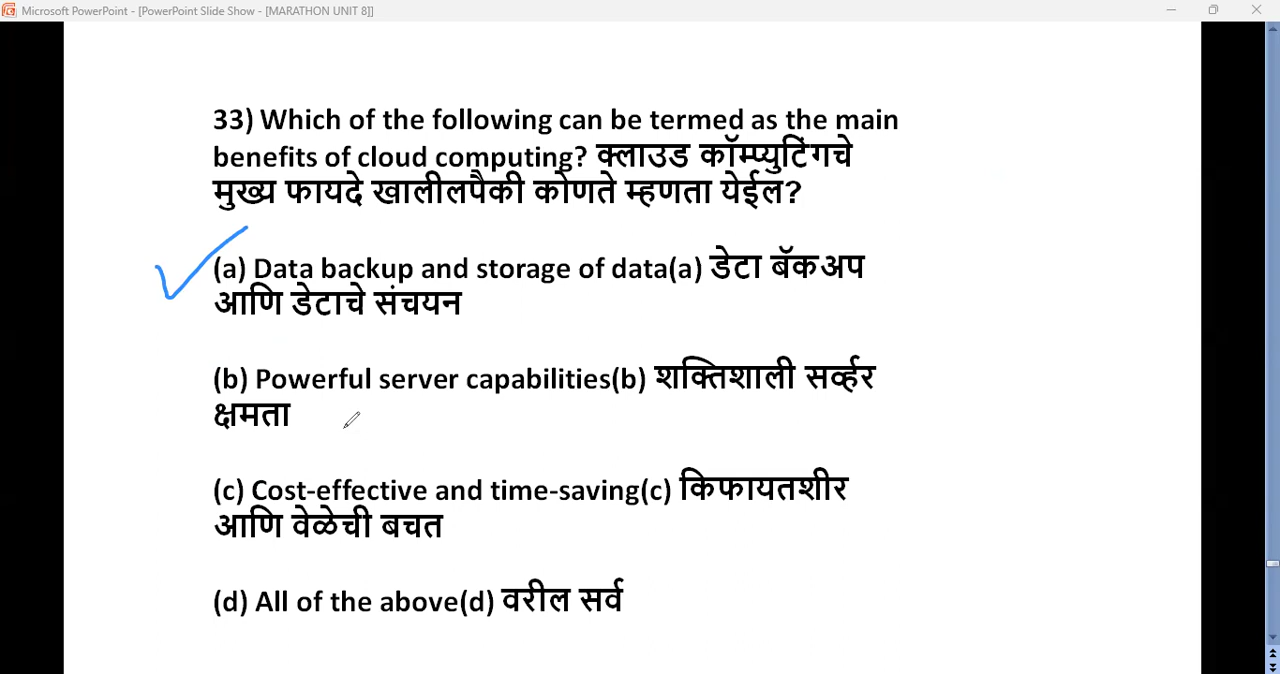 Microsoft PowerPoint - [PowerPoint Slide Show - [MARATHON UNIT 8]]
33) Which of the following can be termed as the main
benefits of cloud computing? क्लाउड कॉम्प्युटिंगचे
मुख्य फायदे खालीलपैकी कोणते म्हणता येईल?
(a) Data backup and storage of data(a) डेटा बॅकअप
आणि डेटाचे संचयन
(b) Powerful server capabilities(b) शक्तिशाली सर्व्हर
क्षमता
(c) Cost-effective and time-saving(c) किफायतशीर
आणि वेळेची बचत
(d) All of the above(d) वरील सर्व